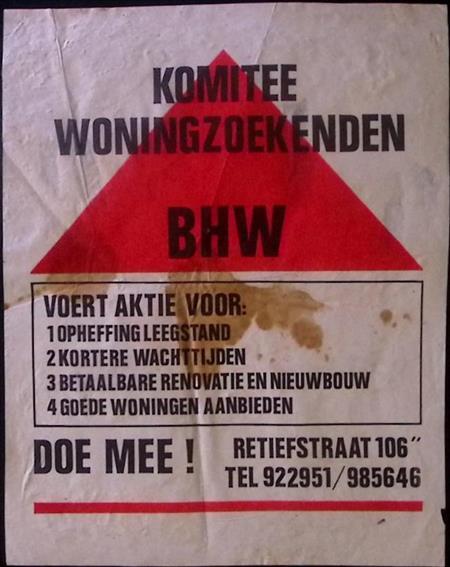 KOMITEE
WONINGZOEKENDEN
BHW
VOERT AKTIE VOOR:
1 OPHEFFING LEEGSTAND
2 KORTERE WACHTTIJDEN
3 BETAALBARE RENOVATIE EN NIEUWBOUW
4 GOEDE WONINGEN AANBIEDEN
DOE MEE !
RETIEFSTRAAT 106"
TEL 922951/985646